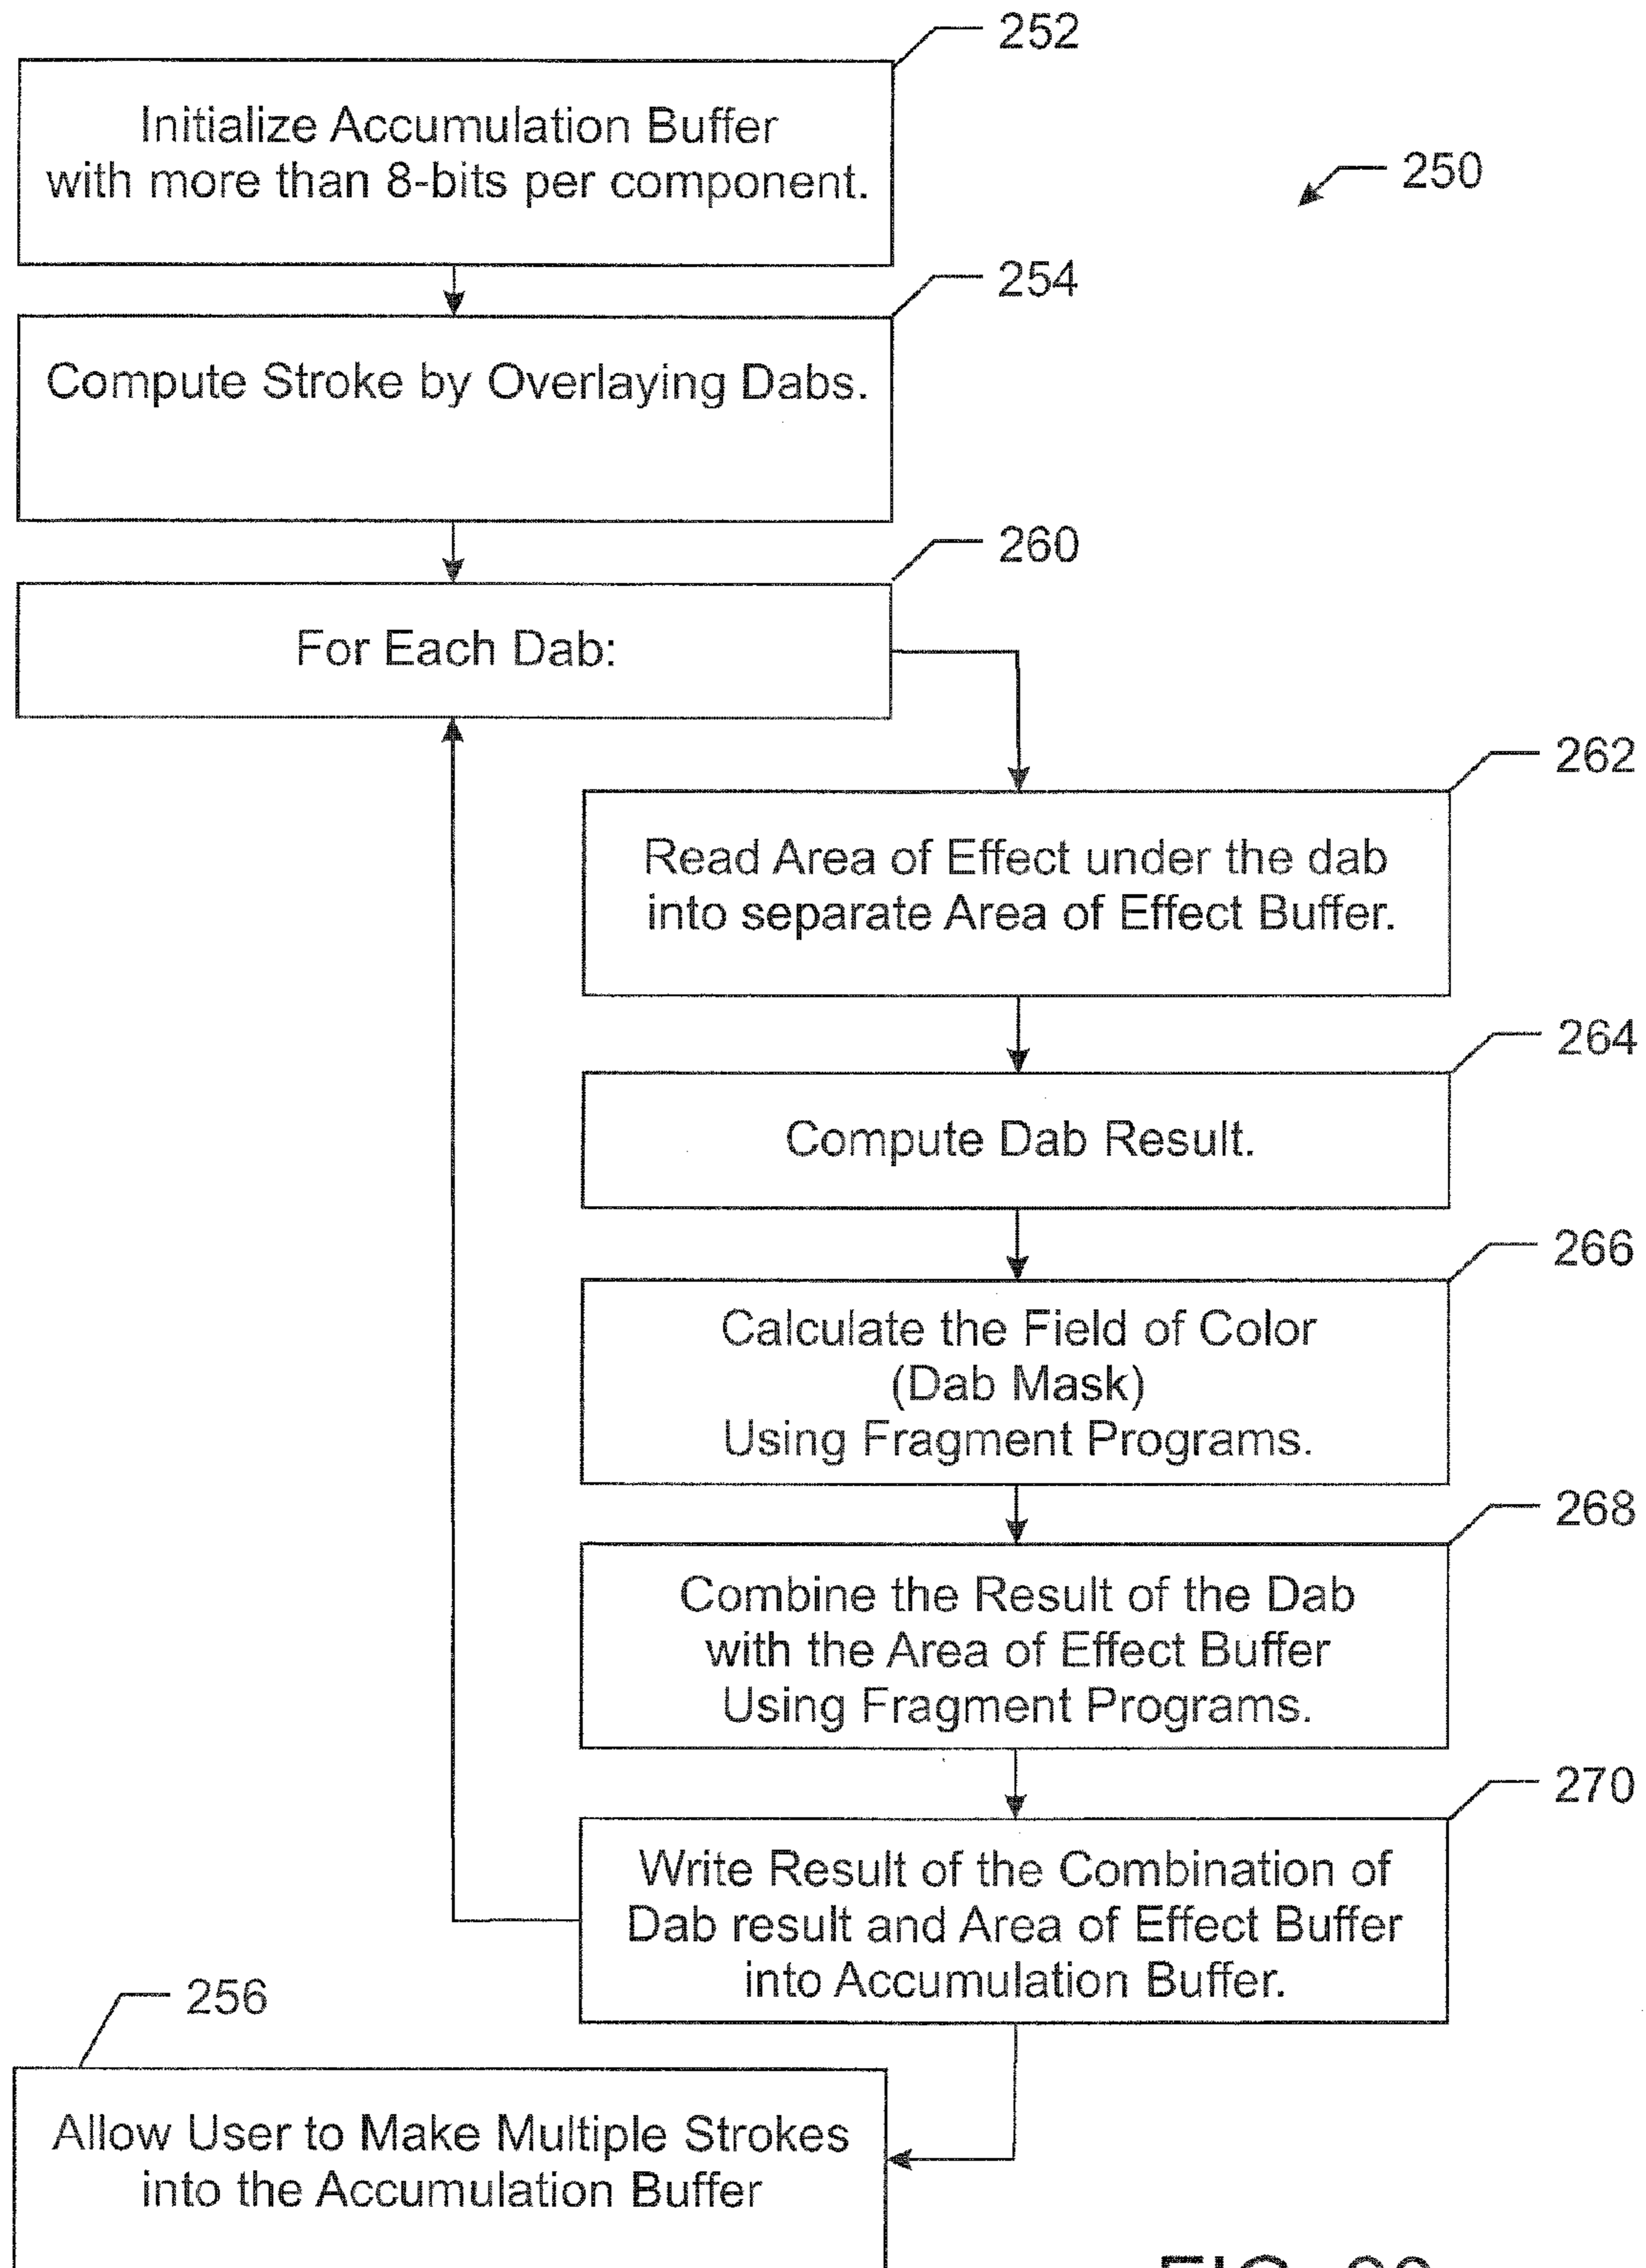 252
Initialize Accumulation Buffer
with more than 8-bits per component.
250
254
Compute Stroke by Overlaying Dabs.
260
For Each Dab:
262
Read Area of Effect under the dab
into separate Area of Effect Buffer.
264
Compute Dab Result.
266
Calculate the Field of Color
(Dab Mask)
Using Fragment Programs.
268
Combine the Result of the Dab
with the Area of Effect Buffer
Using Fragment Programs.
270
Write Result of the Combination of
Dab result and Area of Effect Buffer
into Accumulation Buffer.
256
Allow User to Make Multiple Strokes
into the Accumulation Buffer
FIG.